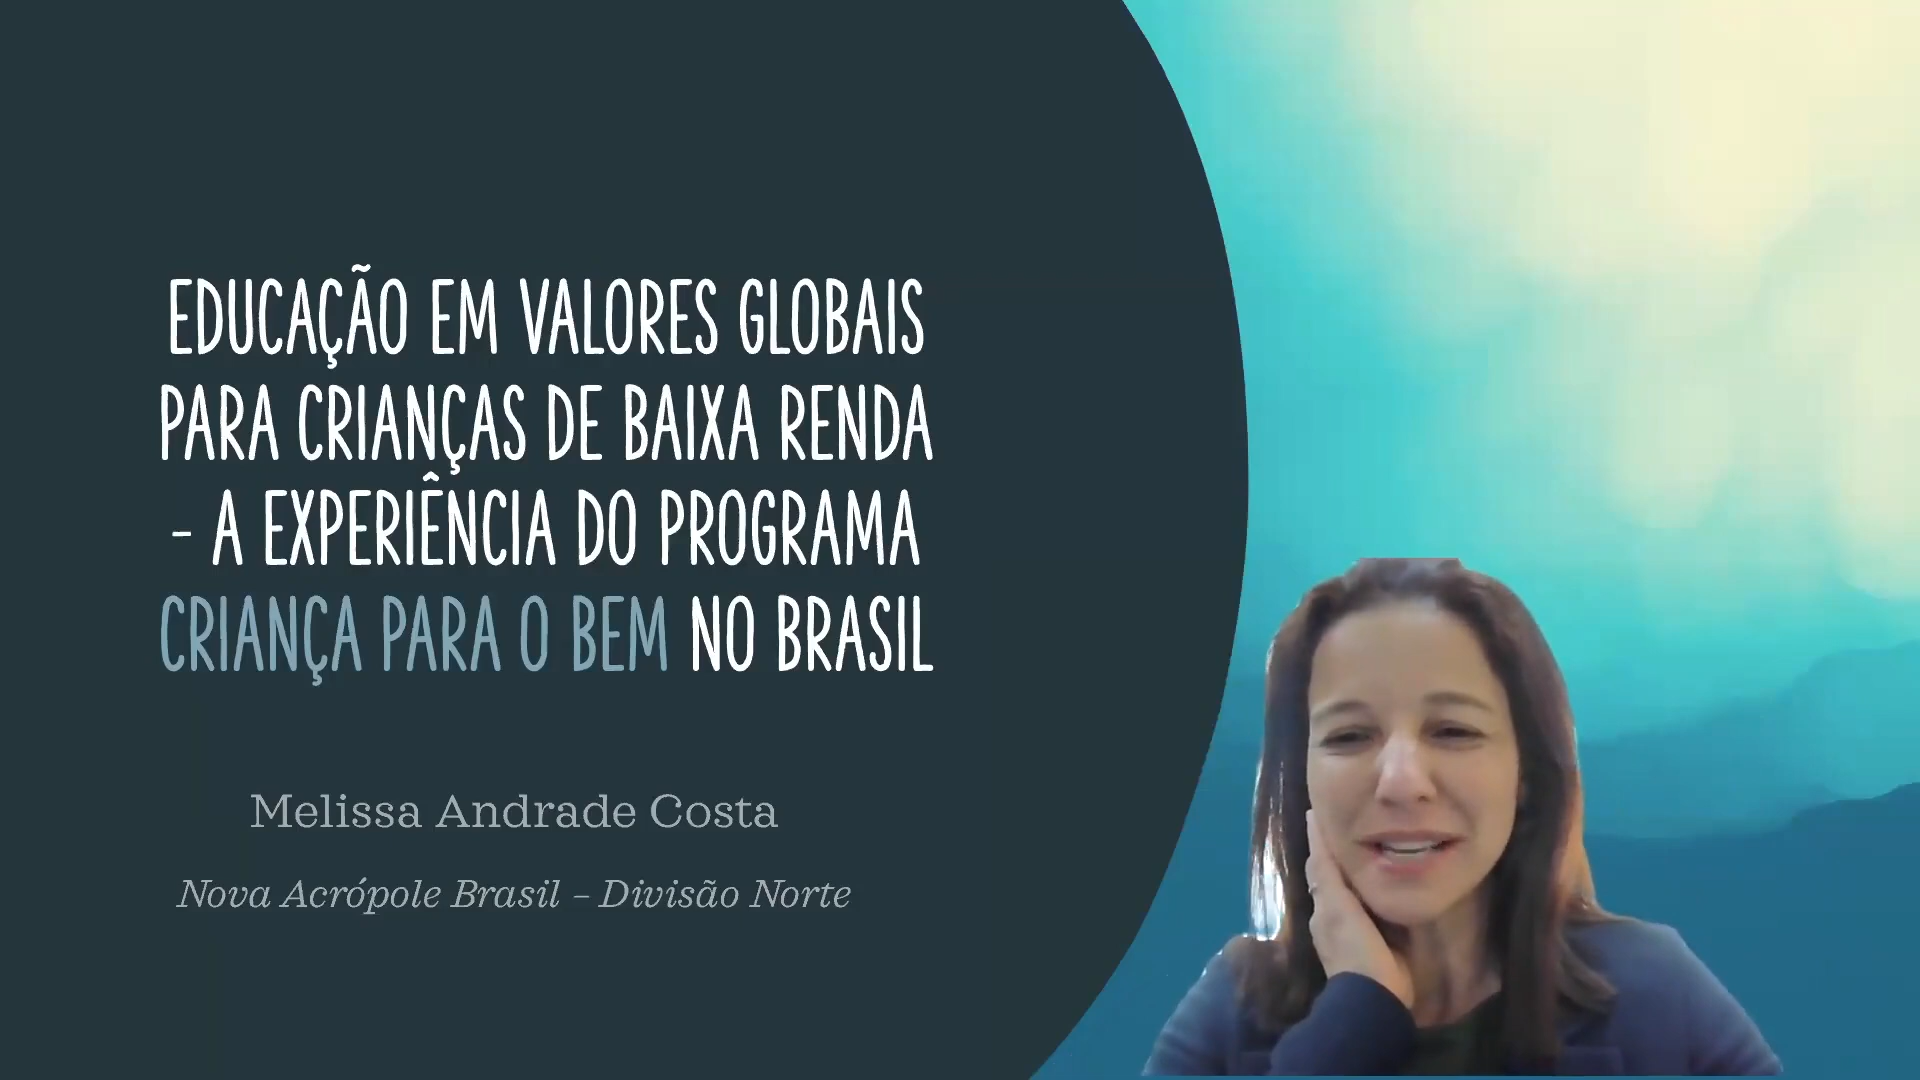 EDUCAÇÃO EM VALORES GLOBAIS
PARA CRIANÇAS DE BAIXA RENDA
- A EXPERIÊNCIA DO PROGRAMA
CRIANÇA PARA O BEM NO BRASIL
Melissa Andrade Costa
Nova Acrópole Brasil – Divisão Norte